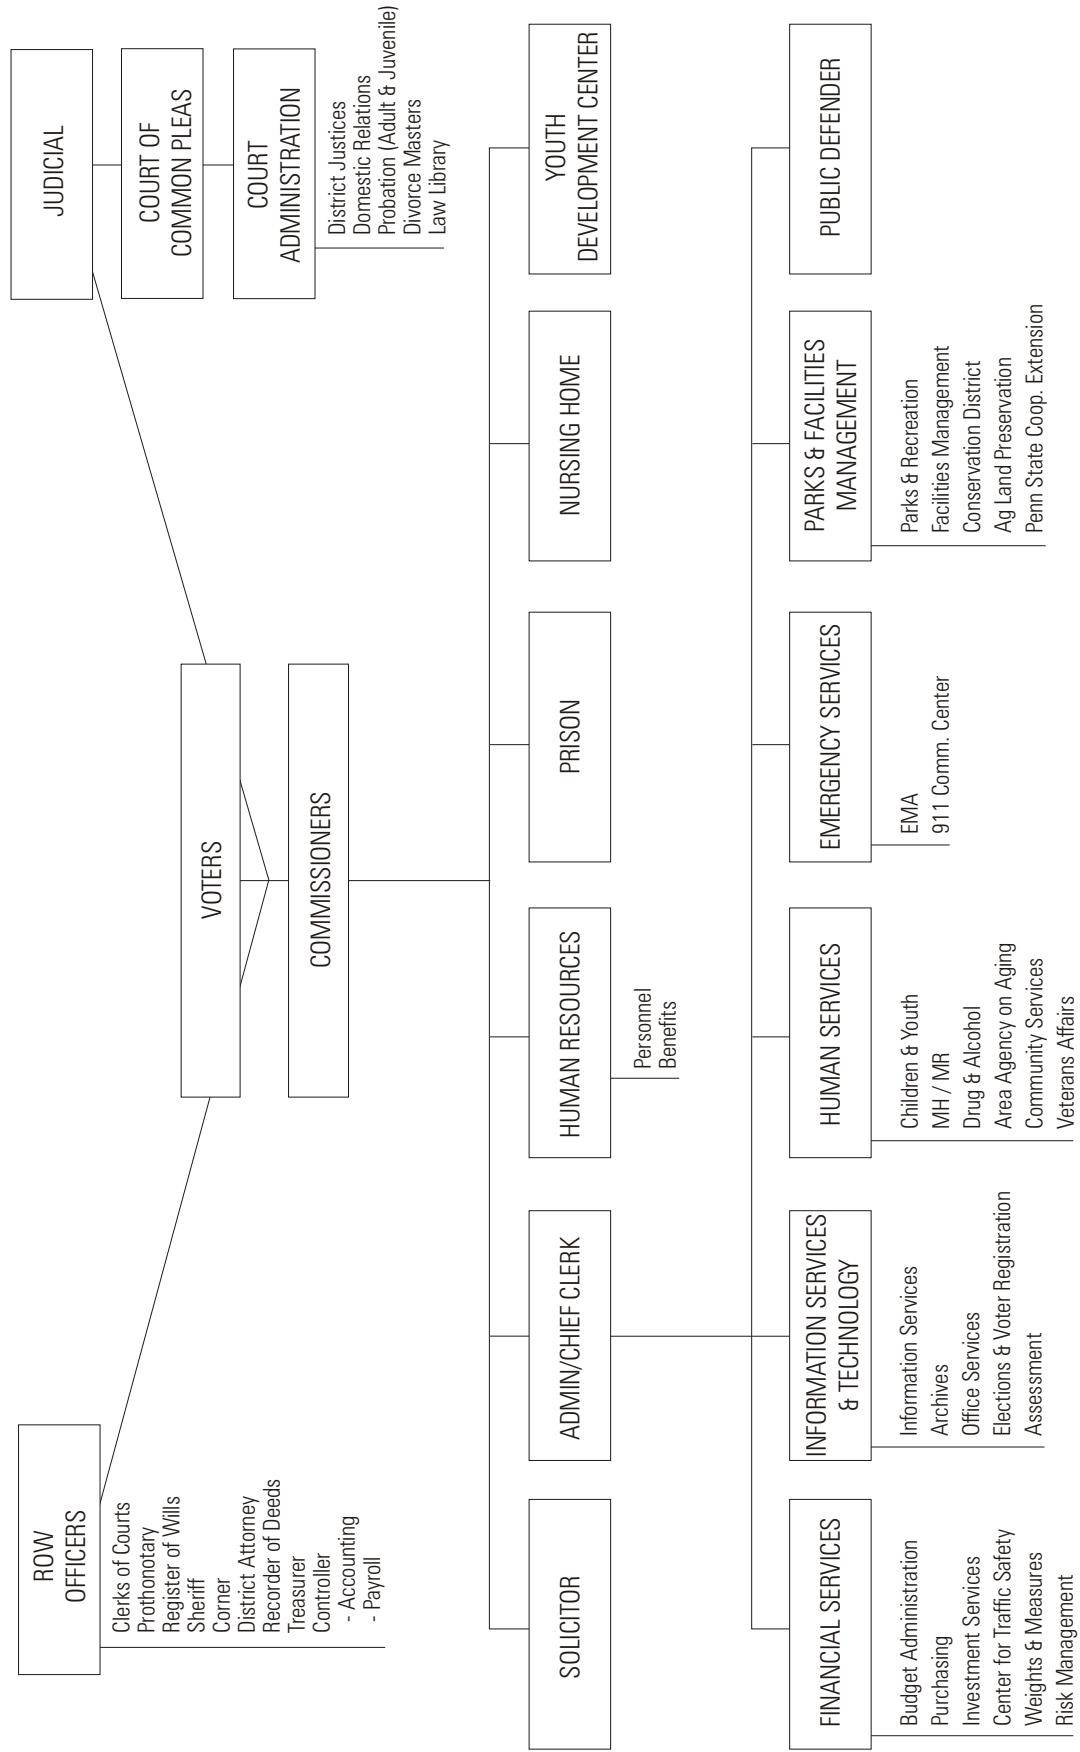 ROW
OFFICERS
Clerks of Courts
Prothonotary
Register of Wills
Sheriff
Corner
District Attorney
Recorder of Deeds
Treasurer
Controller
- Accounting
- Payroll
VOTERS
COMMISSIONERS
JUDICIAL
COURT OF
COMMON PLEAS
COURT
ADMINISTRATION
District Justices
Domestic Relations
Probation (Adult & Juvenile)
Divorce Masters
Law Library
SOLICITOR
ADMIN/CHIEF CLERK
HUMAN RESOURCES
Personnel
Benefits
PRISON
NURSING HOME
YOUTH
DEVELOPMENT CENTER
FINANCIAL SERVICES
Budget Administration
Purchasing
Investment Services
Center for Traffic Safety
Weights & Measures
Risk Management
INFORMATION SERVICES
& TECHNOLOGY
Information Services
Archives
Office Services
Elections & Voter Registration
Assessment
HUMAN SERVICES
Children & Youth
MH / MR
Drug & Alcohol
Area Agency on Aging
Community Services
Veterans Affairs
EMERGENCY SERVICES
EMA
911 Comm. Center
PARKS & FACILITIES
MANAGEMENT
Parks & Recreation
Facilities Management
Conservation District
Ag Land Preservation
Penn State Coop. Extension
PUBLIC DEFENDER